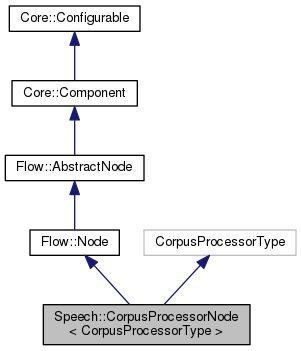 Core::Configurable
Core::Component
Flow::AbstractNode
Flow::Node
CorpusProcessorType
Speech::CorpusProcessorNode
< CorpusProcessorType >